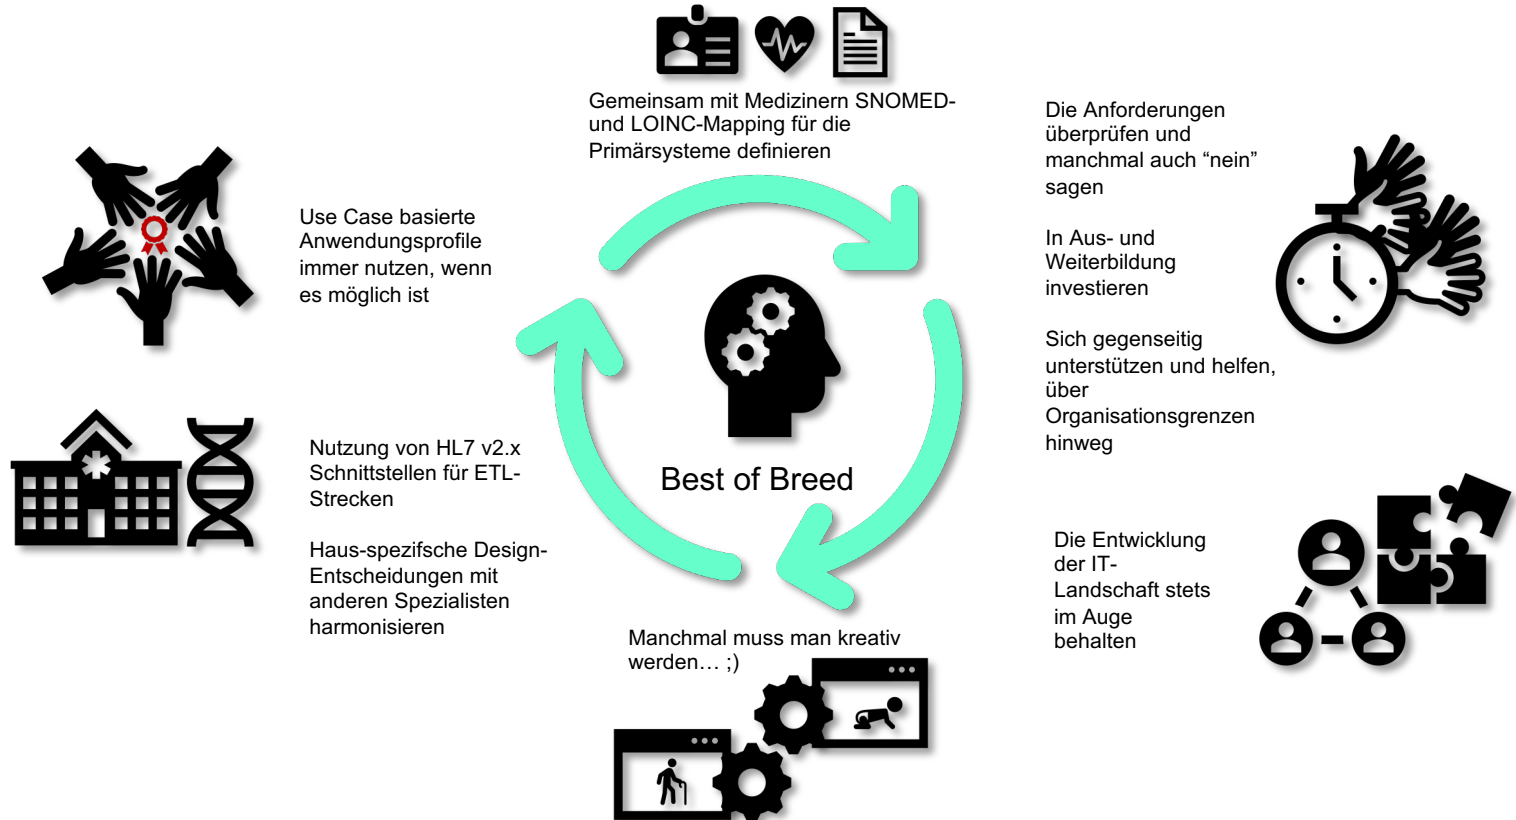 Gemeinsam mit Medizinern SNOMED-
und LOINC-Mapping für die
Primärsysteme definieren
Die Anforderungen
überprüfen und
manchmal auch “nein”
sagen
In Aus- und
Weiterbildung
investieren
Sich gegenseitig
unterstützen und helfen,
über
Organisationsgrenzen
hinweg
Use Case basierte
Anwendungsprofile
immer nutzen, wenn
es möglich ist
Best of Breed
Nutzung von HL7 v2.x
Schnittstellen für ETL-
Strecken
Haus-spezifsche Design-
Entscheidungen mit
anderen Spezialisten
harmonisieren
Die Entwicklung
der IT-
Landschaft stets
im Auge
behalten
Manchmal muss man kreativ
werden… ;)